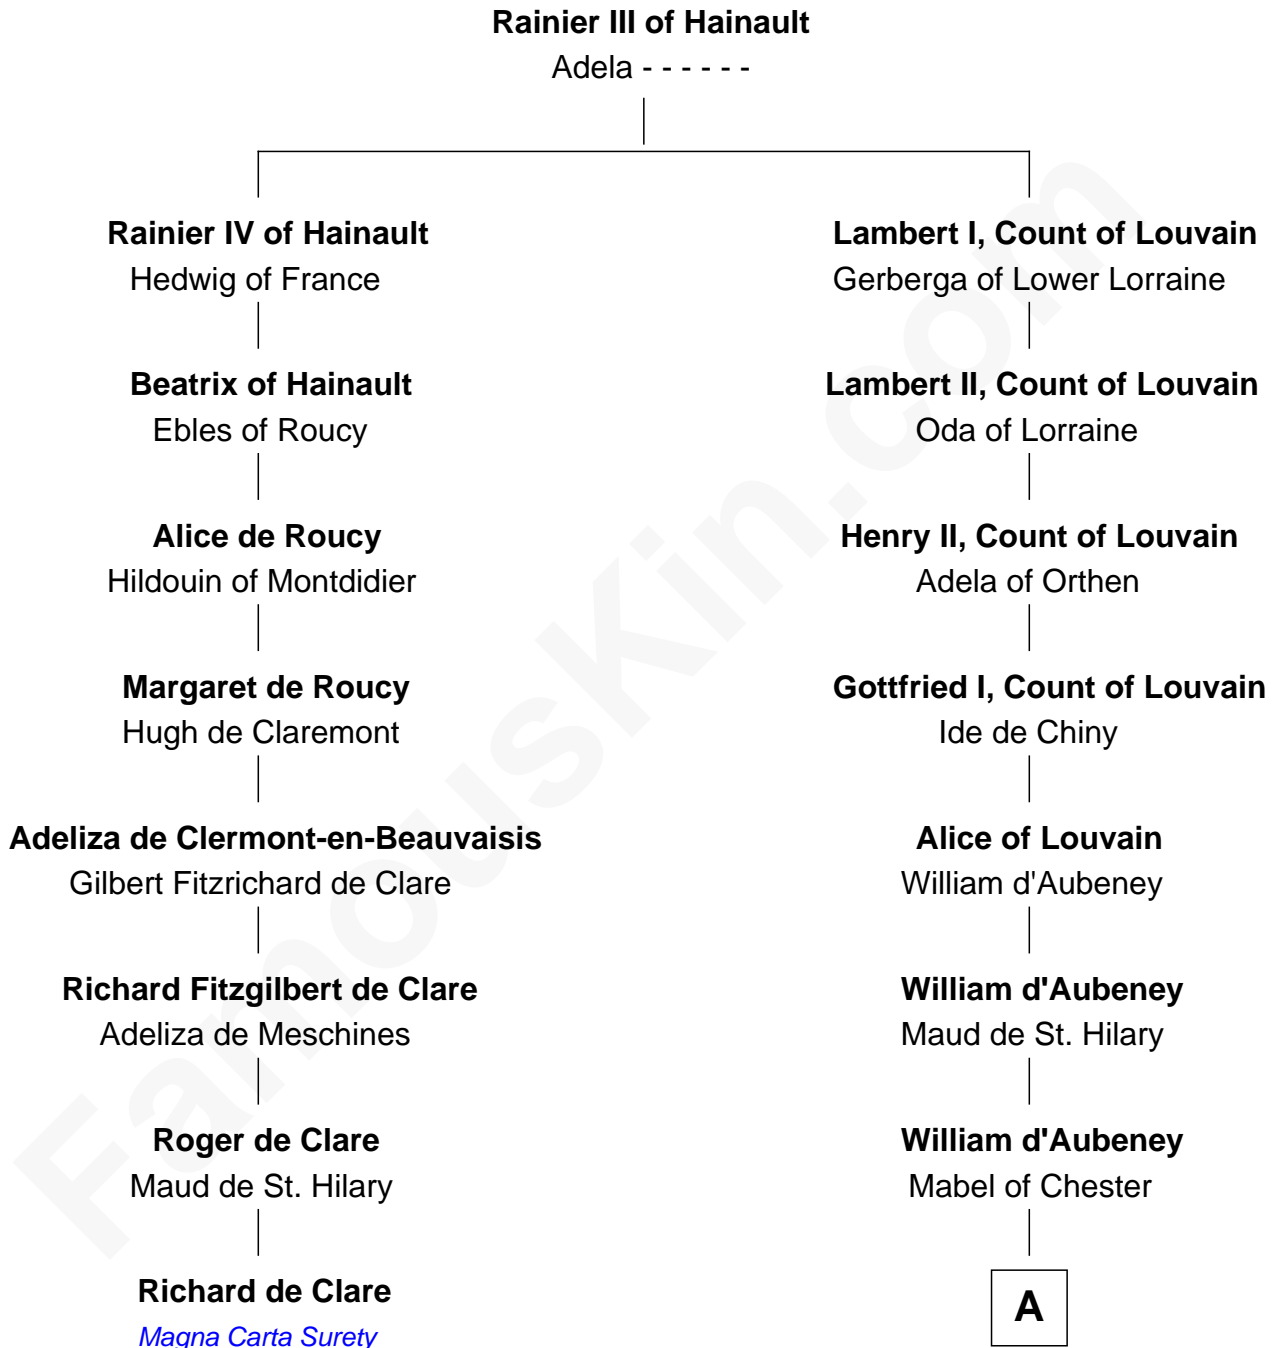 Rainier III of Hainault
Adela - - - - - -
Rainier IV of Hainault
Hedwig of France
Lambert I, Count of Louvain
Gerberga of Lower Lorraine
Beatrix of Hainault
Ebles of Roucy
Lambert II, Count of Louvain
Oda of Lorraine
Alice de Roucy
Hildouin of Montdidier
Henry II, Count of Louvain
Adela of Orthen
Margaret de Roucy
Hugh de Claremont
Gottfried I, Count of Louvain
Ide de Chiny
Adeliza de Clermont-en-Beauvaisis
Gilbert Fitzrichard de Clare
Alice of Louvain
William d'Aubeney
Richard Fitzgilbert de Clare
Adeliza de Meschines
William d'Aubeney
Maud de St. Hilary
Roger de Clare
Maud de St. Hilary
William d'Aubeney
Mabel of Chester
Richard de Clare
Magna Carta Surety
A
FamousKin.com